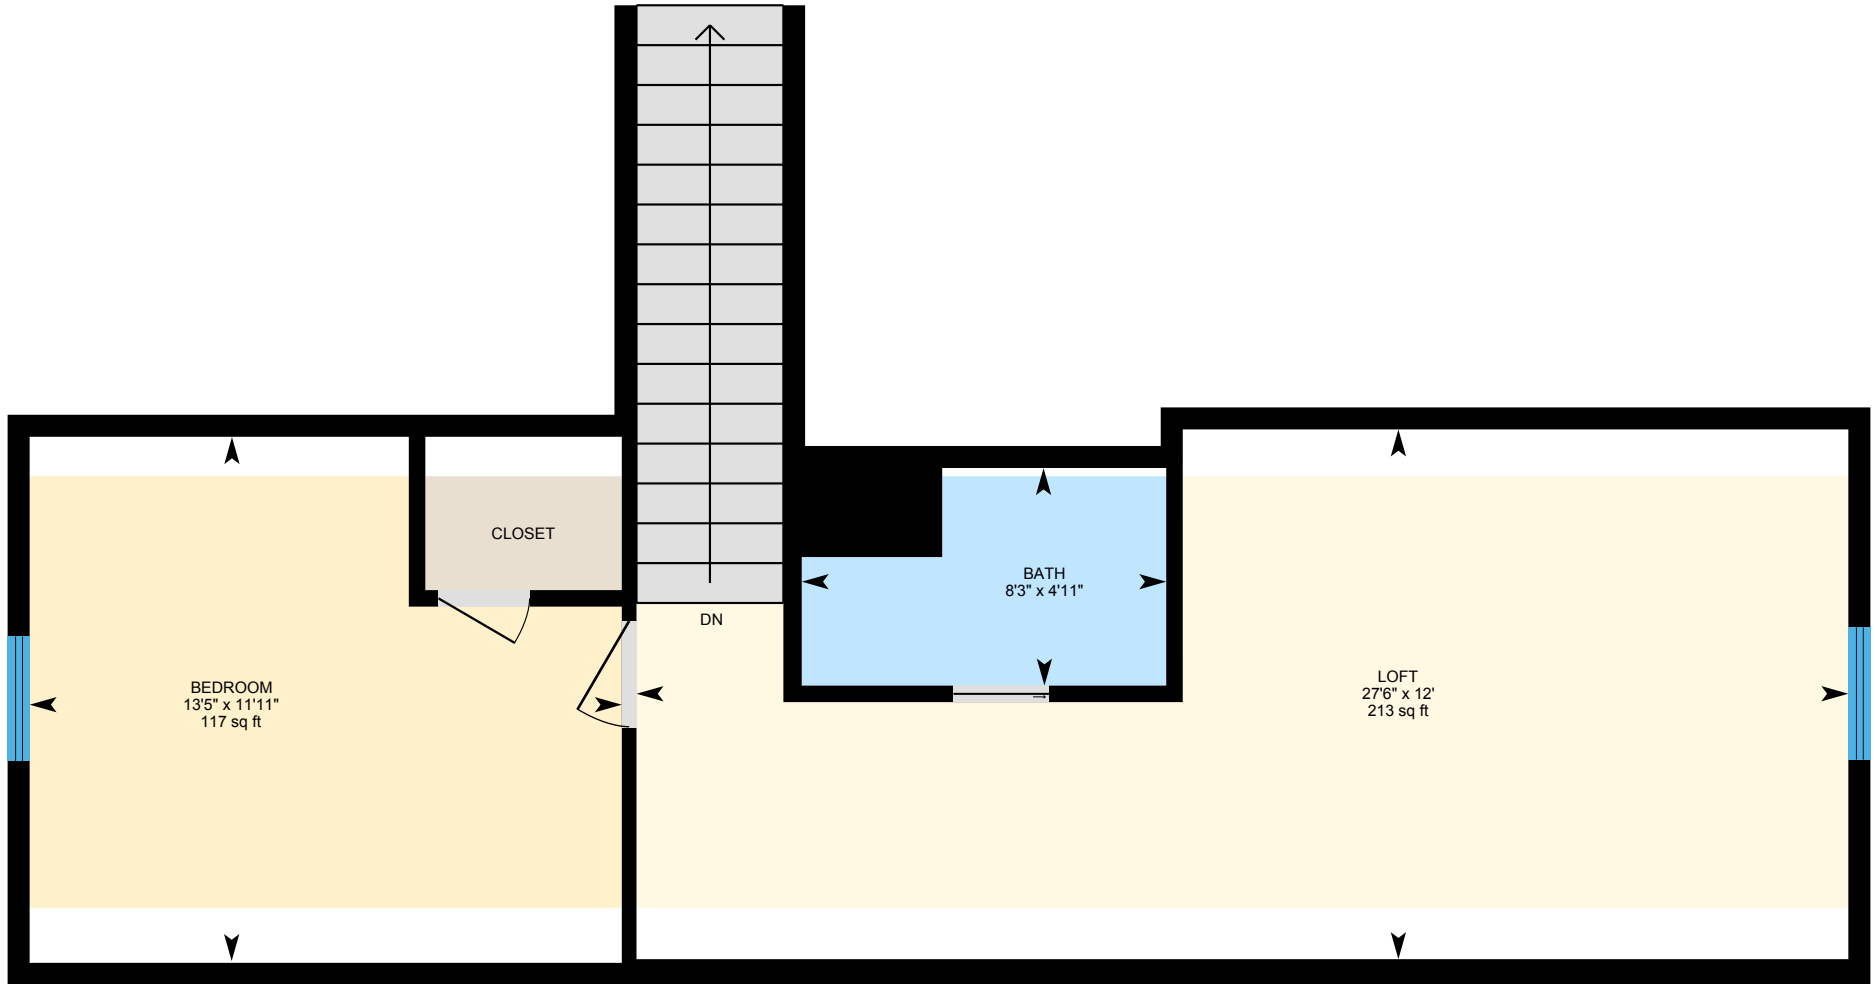 CLOSET
DN
BATH
8'3" x 4'11"
BEDROOM
13'5" x 11'11"
117 sq ft
LOFT
27'6" x 12'
213 sq ft